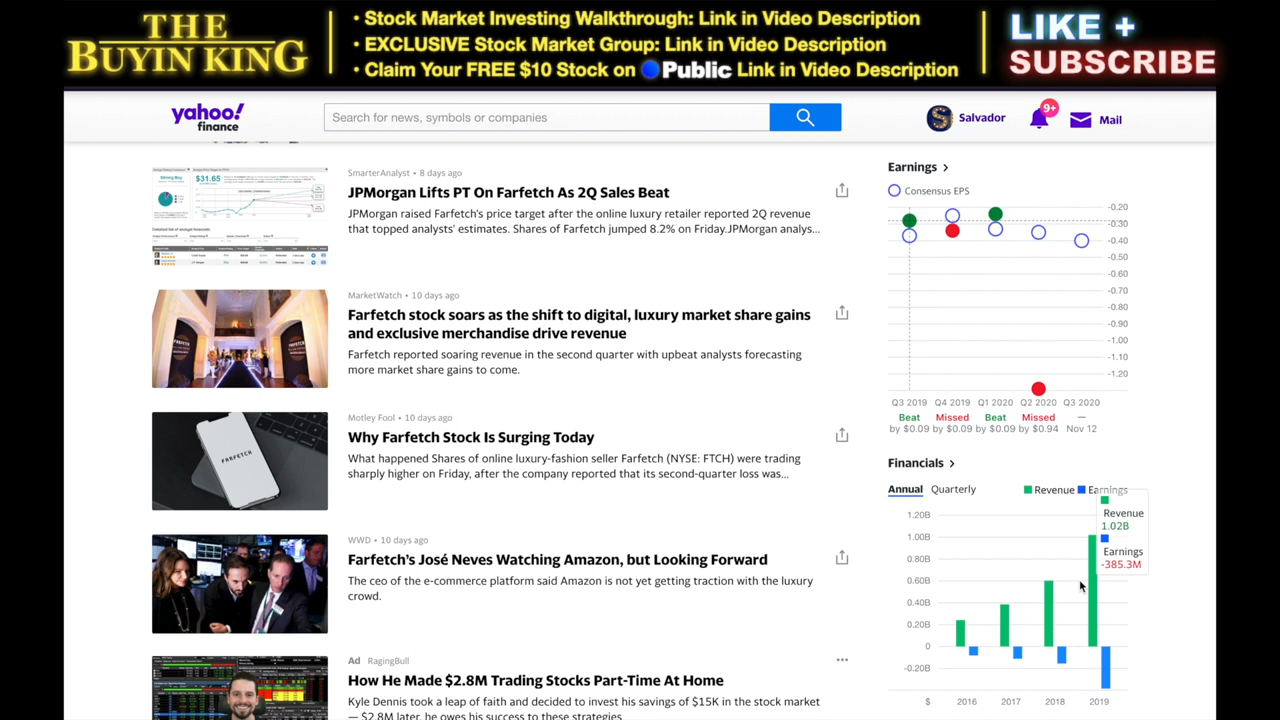 THE
BUYIN KING
• Stock Market Investing Walkthrough: Link in Video Description
• EXCLUSIVE Stock Market Group: Link in Video Description
• Claim Your FREE $10 Stock on Public Link in Video Description
LIKE +
SUBSCRIBE
yahoo!
finance
Search for news, symbols or companies
Salvador
9+
Mail
$31.65
8 days ago
JPMorgan Lifts PT On Farfetch As 2Q Sales Beat
JPMorgan raised Farfetch's price target after the online luxury retailer reported 2Q revenue
that topped analysts' estimates. Shares of Farfetch jumped 8.2% on Friday.JPMorgan analys...
MarketWatch • 10 days ago
Farfetch stock soars as the shift to digital, luxury market share gains
and exclusive merchandise drive revenue
Farfetch reported soaring revenue in the second quarter with upbeat analysts forecasting
more market share gains to come.
FARFETCH
Motley Fool • 10 days ago
Why Farfetch Stock Is Surging Today
What happened Shares of online luxury-fashion seller Farfetch (NYSE: FTCH) were trading
sharply higher on Friday, after the company reported that its second-quarter loss was...
WWD • 10 days ago
Farfetch's José Neves Watching Amazon, but Looking Forward
The ceo of the e-commerce platform said Amazon is not yet getting traction with the luxury
crowd.
Ad RagingBull
How He Made $2.8M Trading Stocks Part-Time At Hom
Kyle Dennis took a leap of faith and decided to invest his savings of $15K in the stock market
$2.8M later, he owes his success to these strategies.
Earnings
Consensus EPS
-0.20
-0.30
-0.40
-0.50
-0.60
-0.70
-0.80
-0.90
-1.00
-1.10
-1.20
Q3 2019 Q4 2019 Q1 2020 Q2 2020 Q3 2020
Beat Missed Beat Missed —
by $0.09 by $0.09 by $0.09 by $0.94 Nov 12
Financials
Annual Quarterly
Revenue Earnings
Revenue
1.02B
Earnings
-385.3M
1.20B
1.00B
0.80B
0.60B
0.40B
0.20B
0
-0.20B
$ 2018 2019